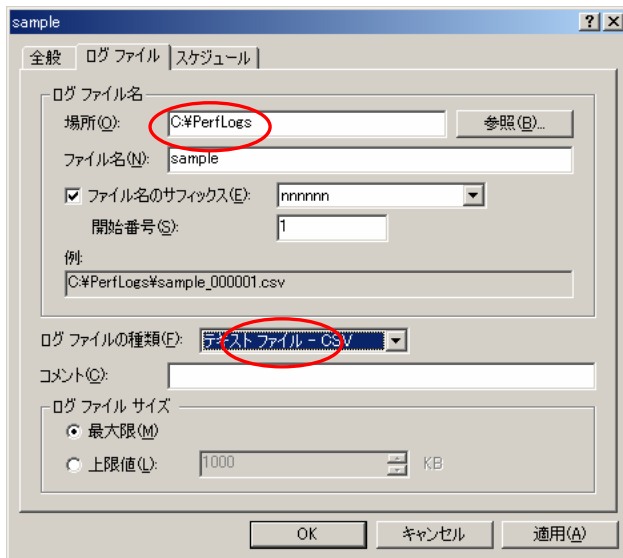 sample
全般 ログ ファイル スケジュール
ログ ファイル名
場所(O): C:¥PerfLogs 参照(B)...
ファイル名(N): sample
ファイル名のサフィックス(E): nnnnnn
開始番号(S): 1
例:
C:¥PerfLogs¥sample_000001.csv
ログ ファイルの種類(F): テキスト ファイル - CSV
コメント(C):
ログ ファイル サイズ
最大限(M)
上限値(L): 1000 KB
OK キャンセル 適用(A)